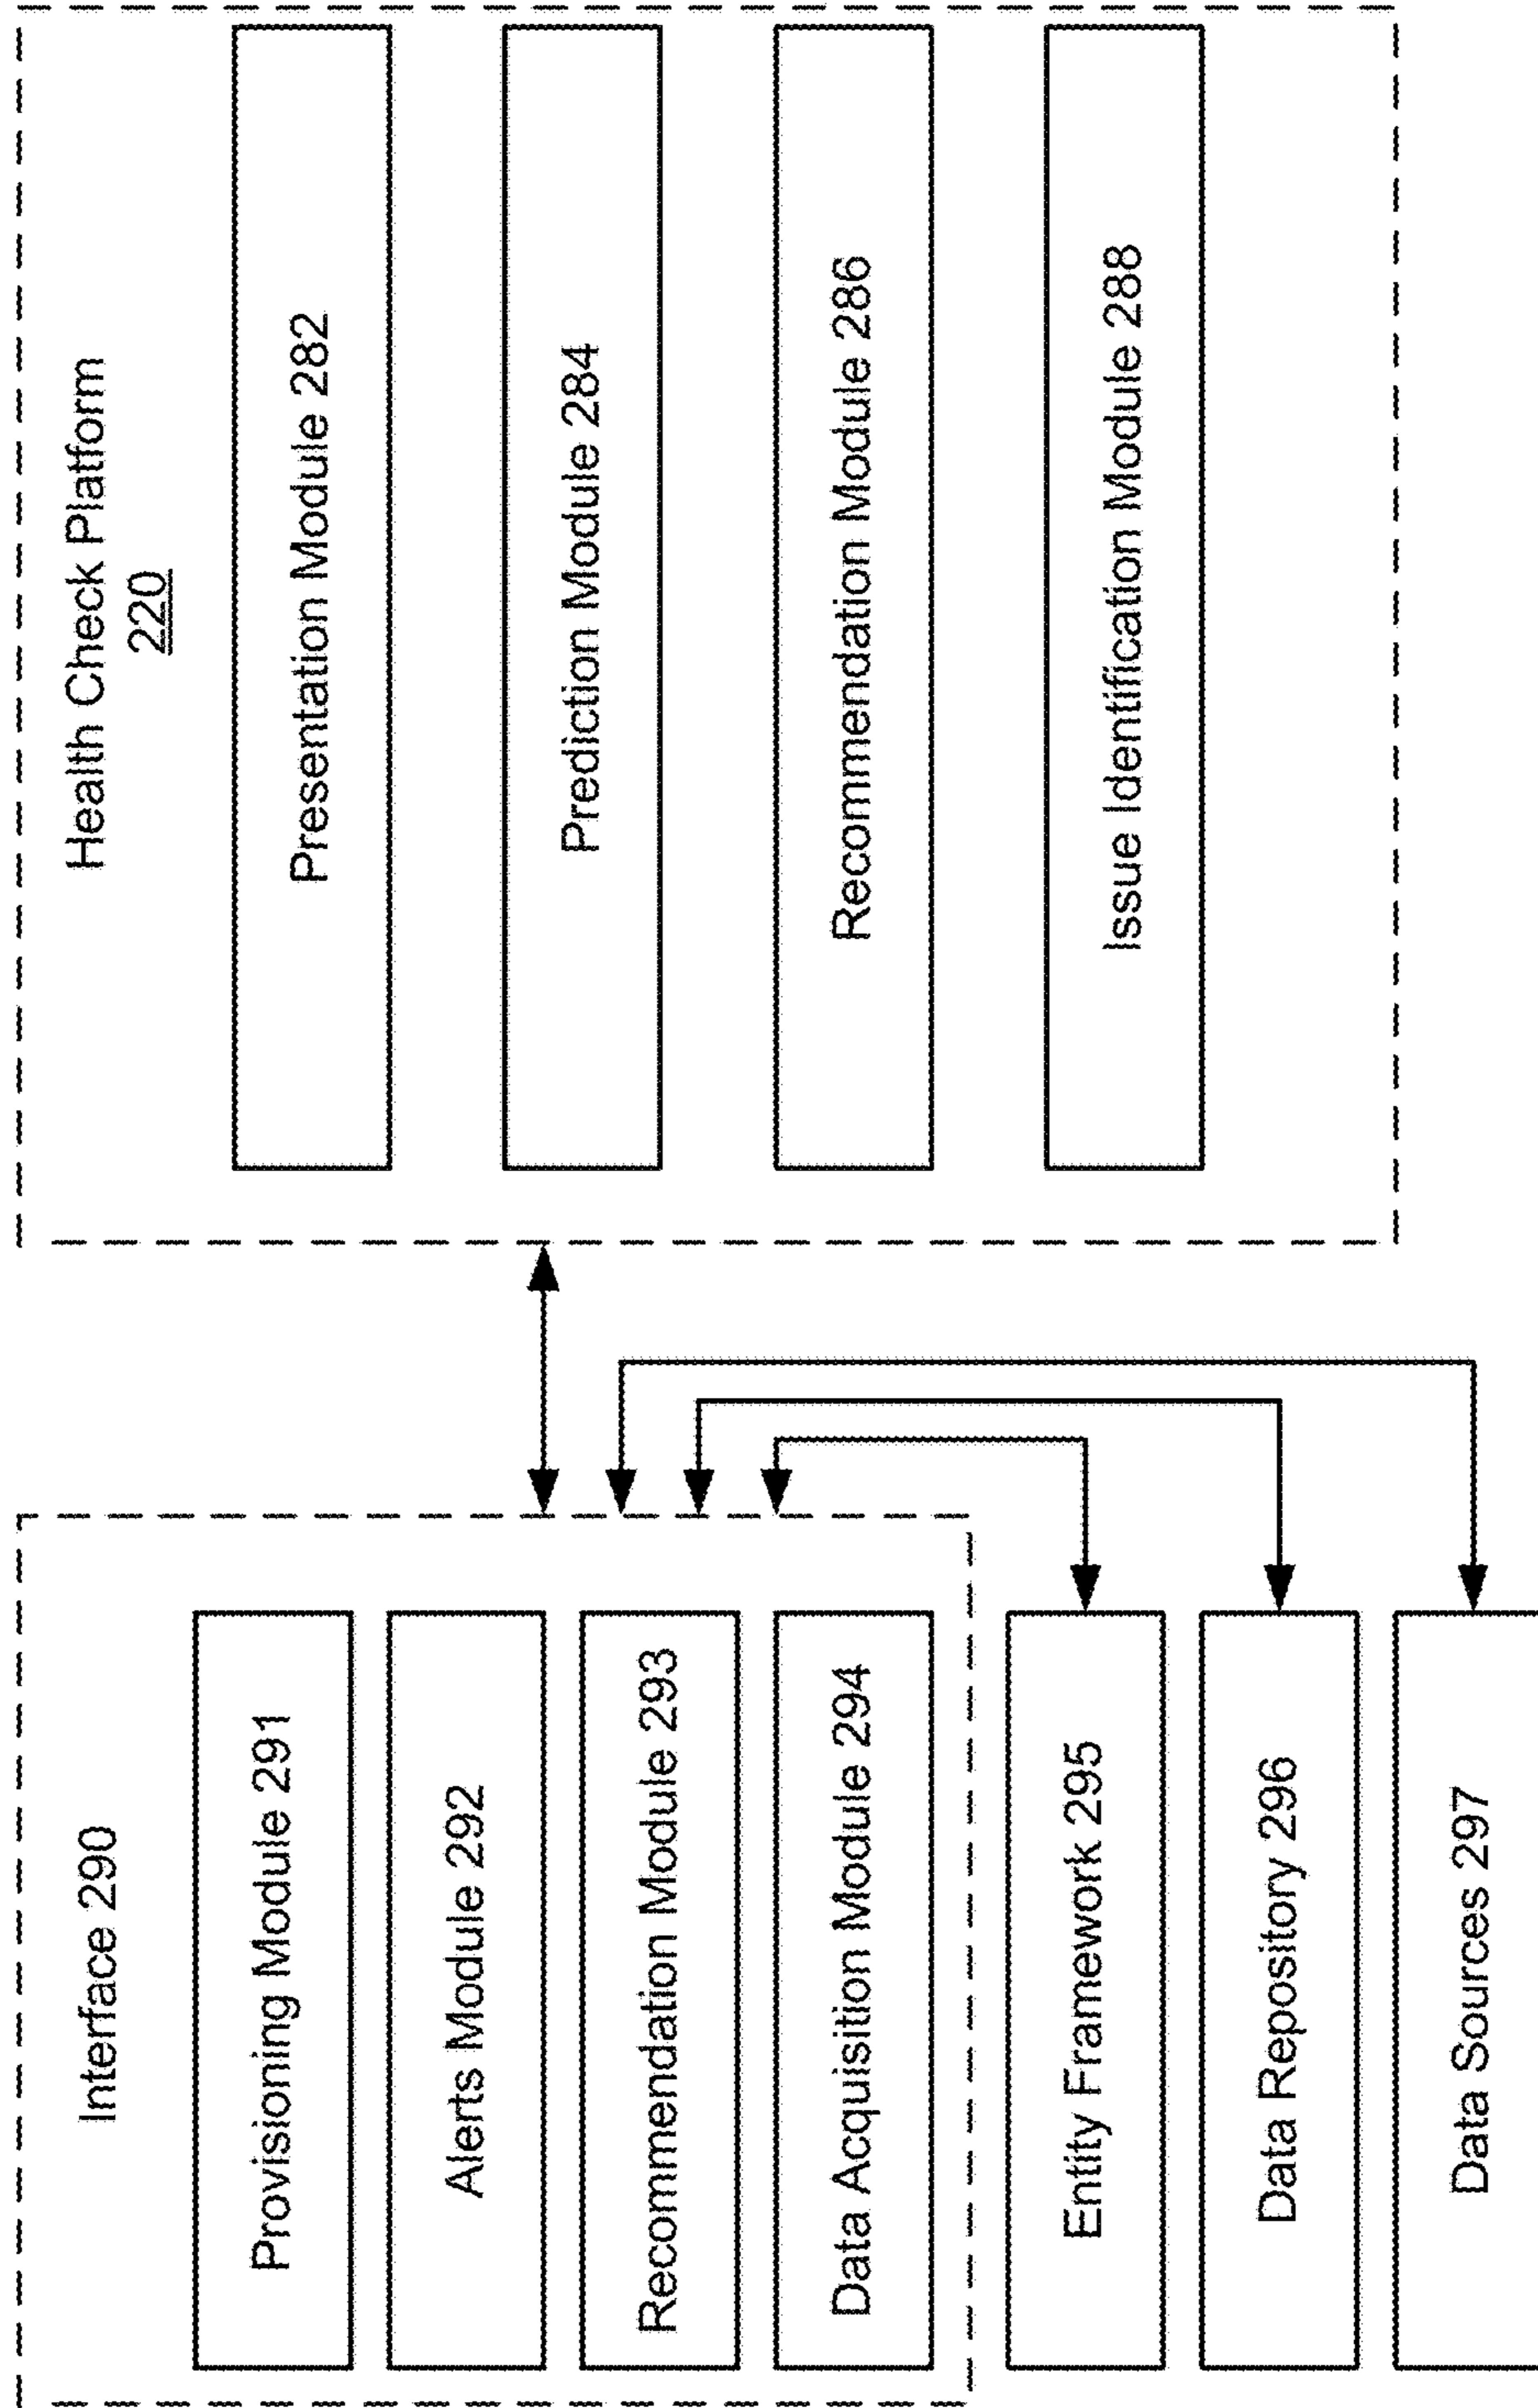 Interface 290
Provisioning Module 291
Alerts Module 292
Recommendation Module 293
Data Acquisition Module 294
Entity Framework 295
Data Repository 296
Data Sources 297
Health Check Platform
220
Presentation Module 282
Prediction Module 284
Recommendation Module 286
Issue Identification Module 288